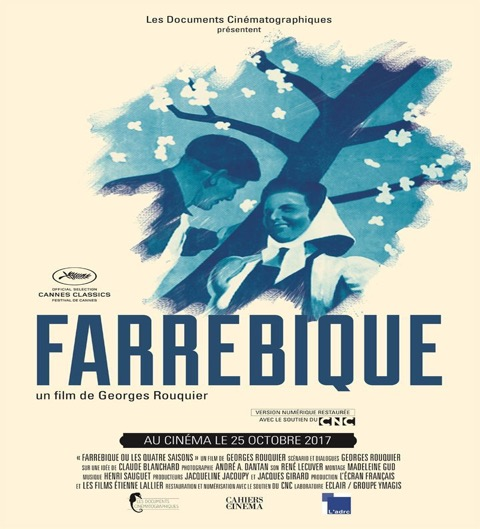 Les Documents Cinématographiques
présentent
OFFICIAL SELECTION
CANNES CLASSICS
FESTIVAL DE CANNES
FARREBIQUE
un film de Georges Rouquier
VERSION NUMÉRIQUE RESTAURÉE
AVEC LE SOUTIEN DU CNC
AU CINÉMA LE 25 OCTOBRE 2017
« FARREBIQUE OU LES QUATRE SAISONS » UN FILM DE GEORGES ROUQUIER SCÉNARIO ET DIALOGUES GEORGES ROUQUIER
SUR UNE IDÉE DE CLAUDE BLANCHARD PHOTOGRAPHIE ANDRÉ A. DANTAN SON RENÉ LECUVER MONTAGE MADELEINE GUD
MUSIQUE HENRI SAUGUET PRODUCTEURS JACQUELINE JACOUPY ET JACQUES GIRARD PRODUCTION L'ÉCRAN FRANÇAIS
ET LES FILMS ÉTIENNE LALLIER RESTAURATION ET NUMÉRISATION AVEC LE SOUTIEN DU CNC LABORATOIRE ECLAIR / GROUPE YMAGIS
LES DOCUMENTS
CINÉMATOGRAPHIQUES
CAHIERS
CINEMA
L'adrc